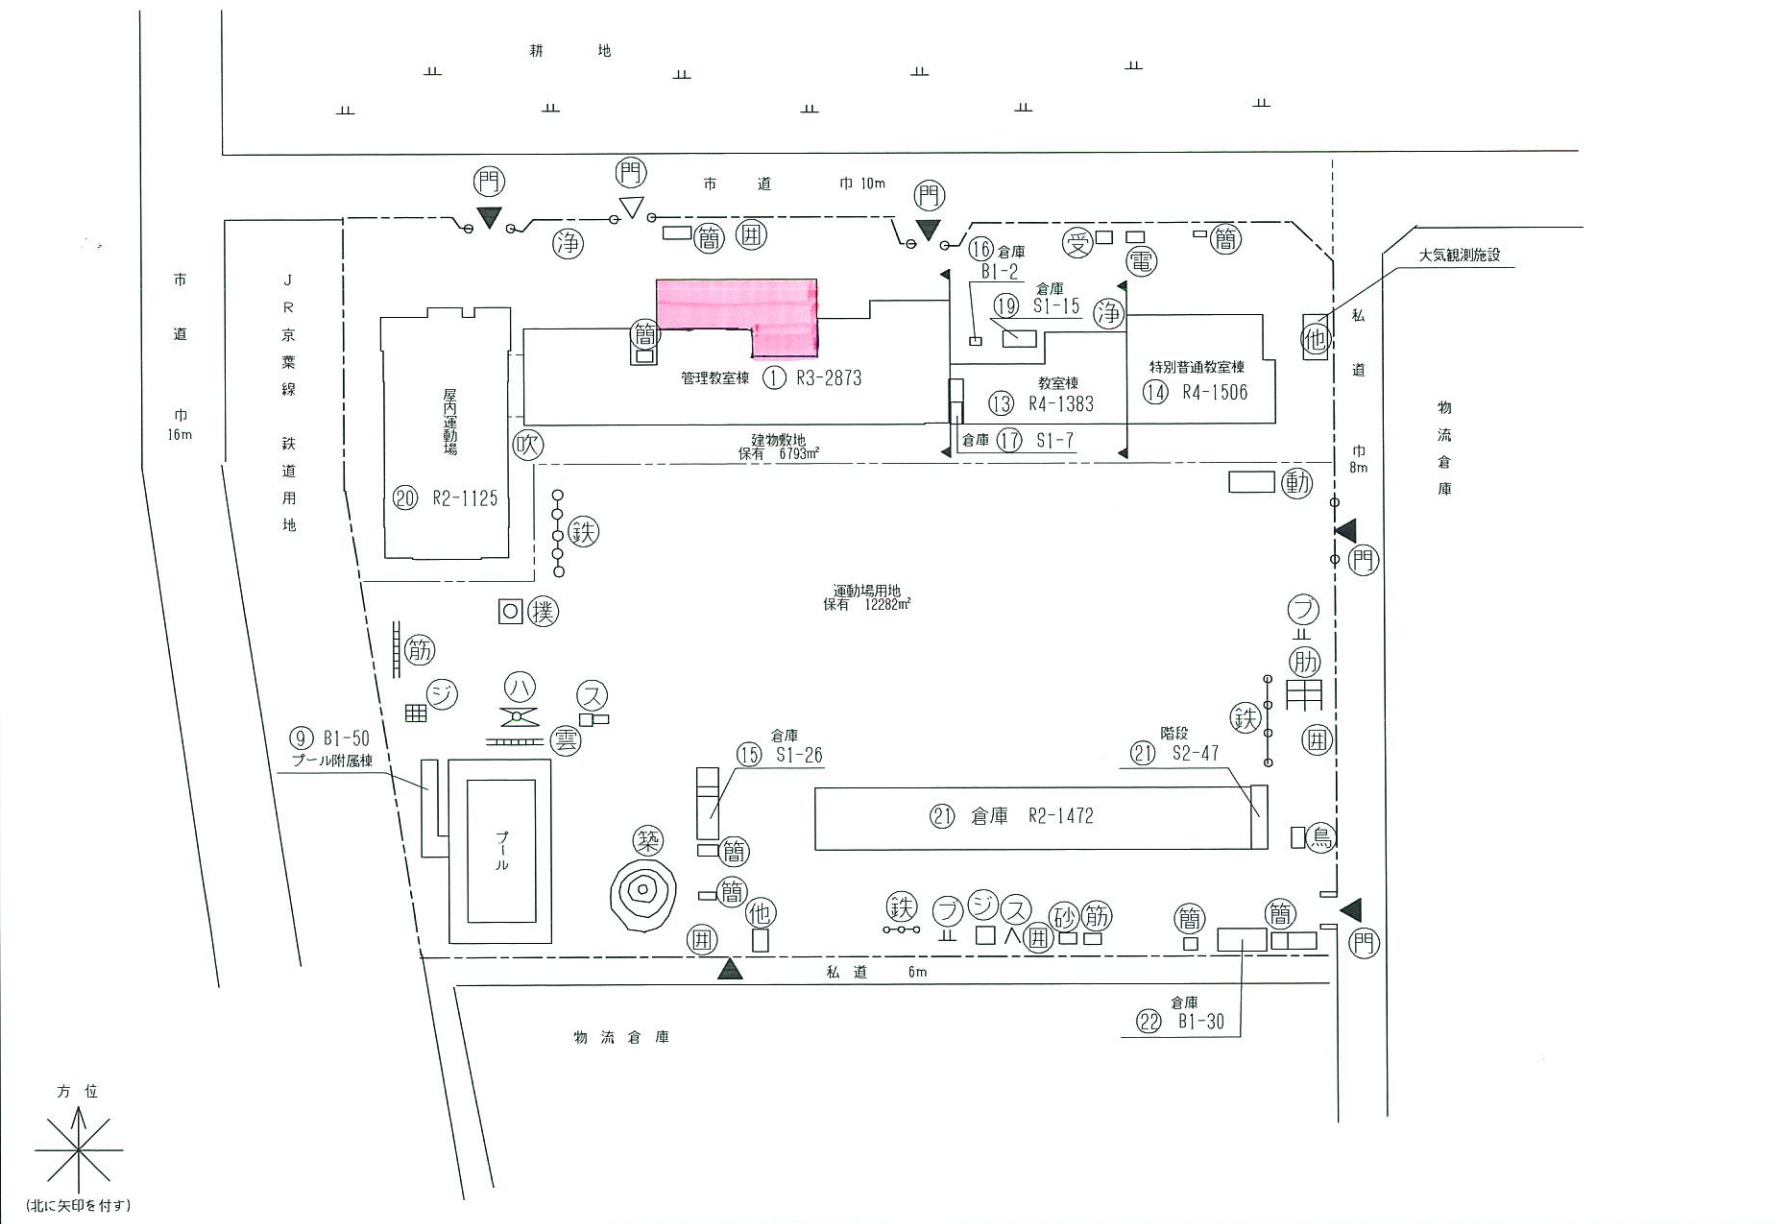 耕　地
市　道　巾 10m
門
門
門
浄
簡
囲
受
電
簡
⑯ 倉庫
B1-2
倉庫
⑲ S1-15
浄
大気観測施設
他
市道 巾 16m
JR京葉線 鉄道用地
私道 巾 8m
物流倉庫
簡
管理教室棟 ① R3-2873
教室棟
⑬ R4-1383
特別普通教室棟
⑭ R4-1506
屋内運動場
⑳ R2-1125
吹
建物敷地
保有 6793㎡
倉庫 ⑰ S1-7
動
鉄
門
運動場用地
保有 12282㎡
撲
筋
ブ
肋
ジ
ハ
ス
雲
鉄
囲
⑨ B1-50
プール附属棟
倉庫
⑮ S1-26
階段
㉑ S2-47
プール
㉑ 倉庫 R2-1472
築
簡
鳥
簡
他
囲
鉄
ブ
ジ
ス
囲
砂
筋
簡
簡
門
私道 6m
倉庫
㉒ B1-30
物流倉庫
方位
(北に矢印を付す)